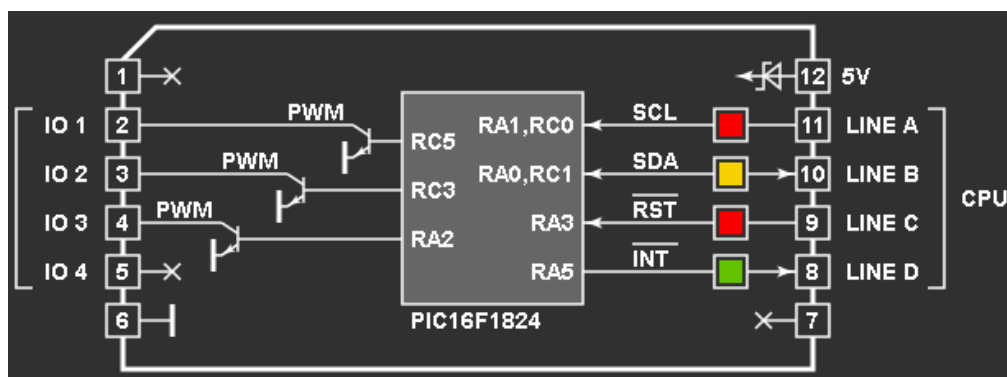 1 12 5V
IO 1 2 PWM RC5 RA1,RC0 SCL 11 LINE A
IO 2 3 PWM RC3 RA0,RC1 SDA 10 LINE B
CPU
IO 3 4 PWM RA2 RA3 RST 9 LINE C
IO 4 5 RA5 INT 8 LINE D
6 PIC16F1824 7